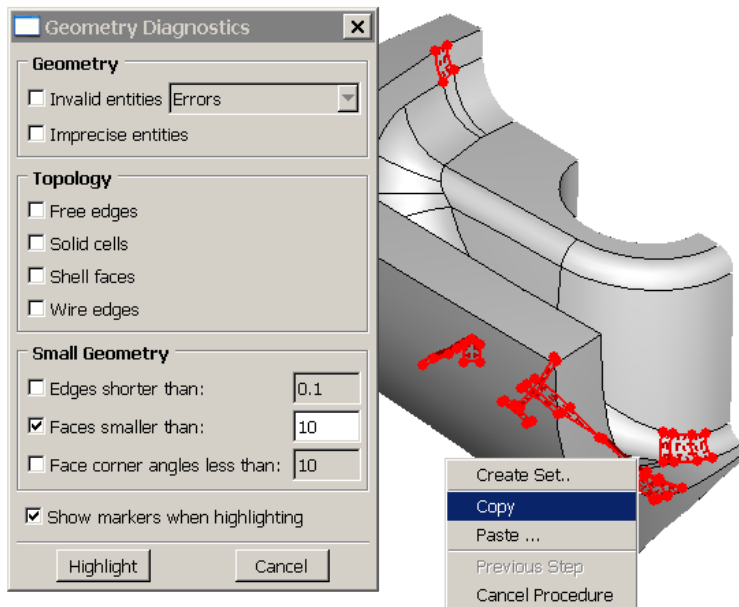 Geometry Diagnostics
Geometry
Invalid entities Errors
Imprecise entities
Topology
Free edges
Solid cells
Shell faces
Wire edges
Small Geometry
Edges shorter than: 0.1
Faces smaller than: 10
Face corner angles less than: 10
Show markers when highlighting
Highlight Cancel
Create Set..
Copy
Paste ...
Previous Step
Cancel Procedure